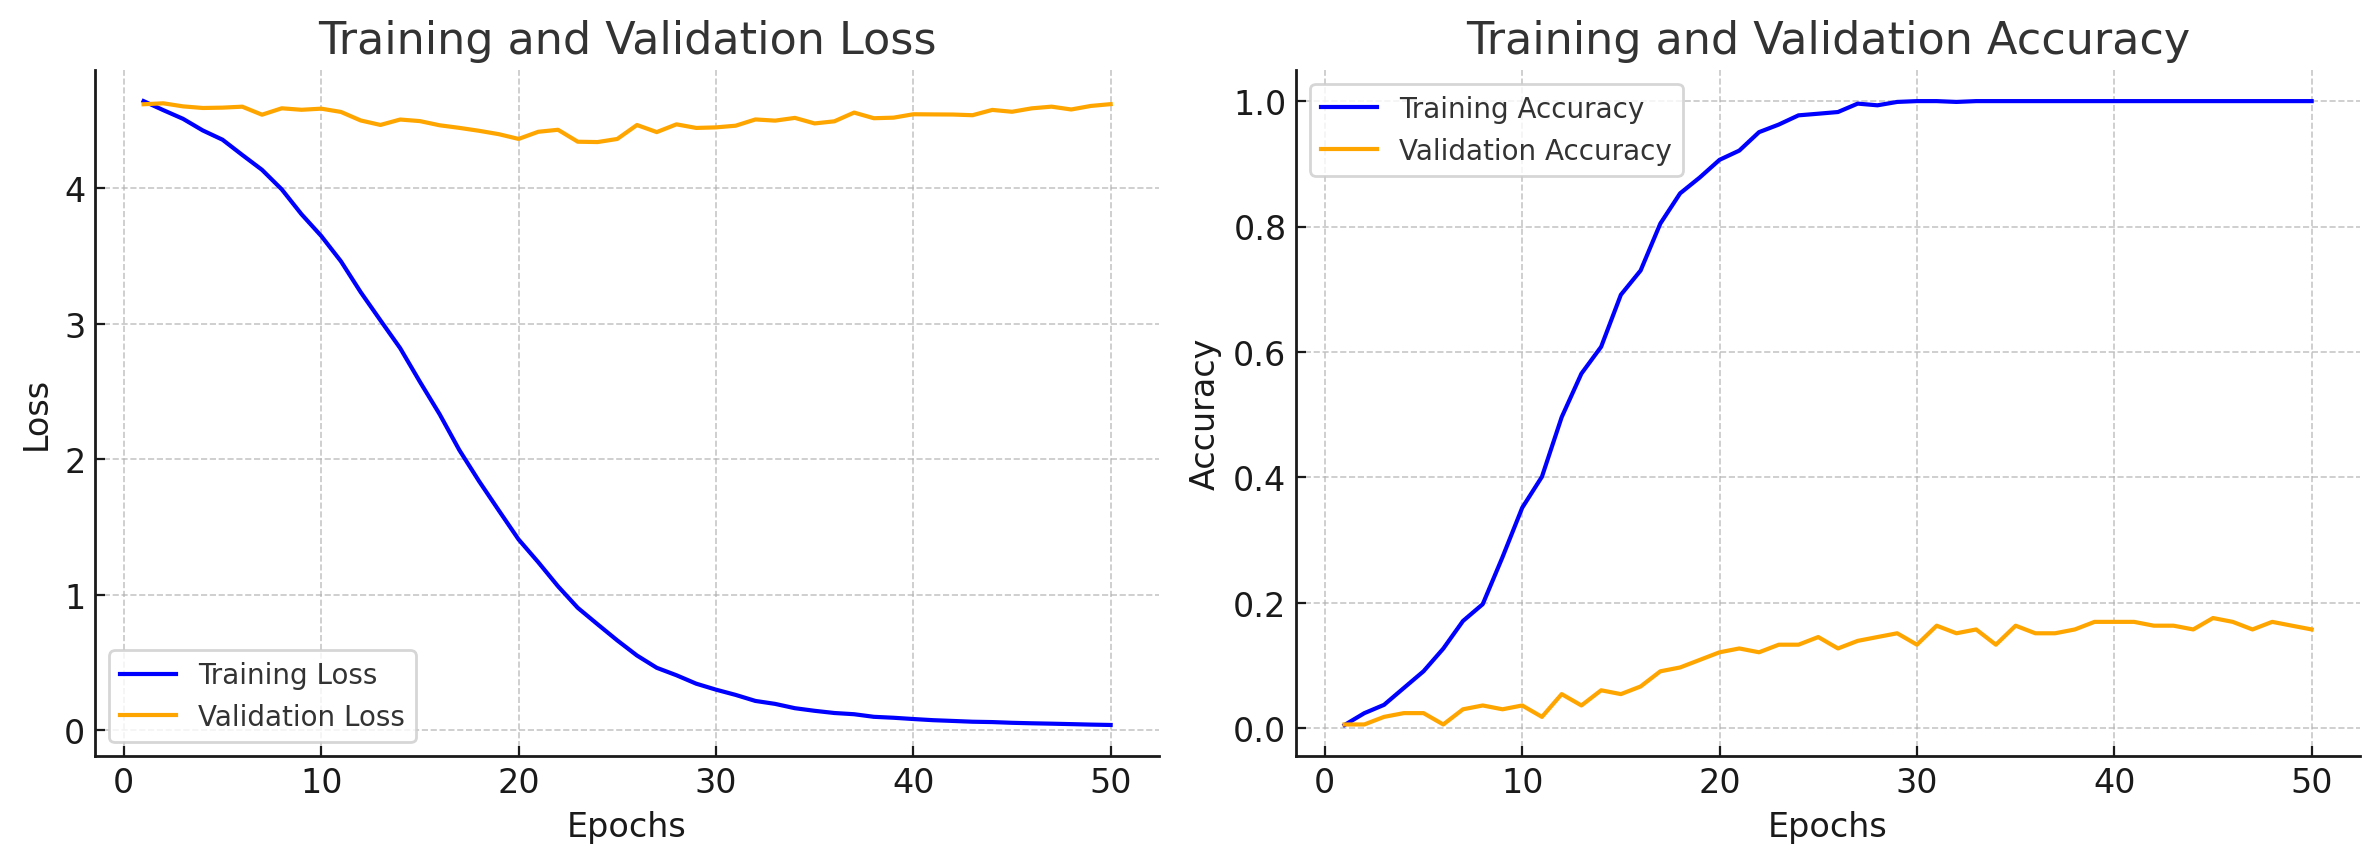 Training and Validation Loss
Loss
4
3
2
1
0
Training Loss
Validation Loss
0 10 20 30 40 50
Epochs
Training and Validation Accuracy
Accuracy
1.0
0.8
0.6
0.4
0.2
0.0
Training Accuracy
Validation Accuracy
0 10 20 30 40 50
Epochs